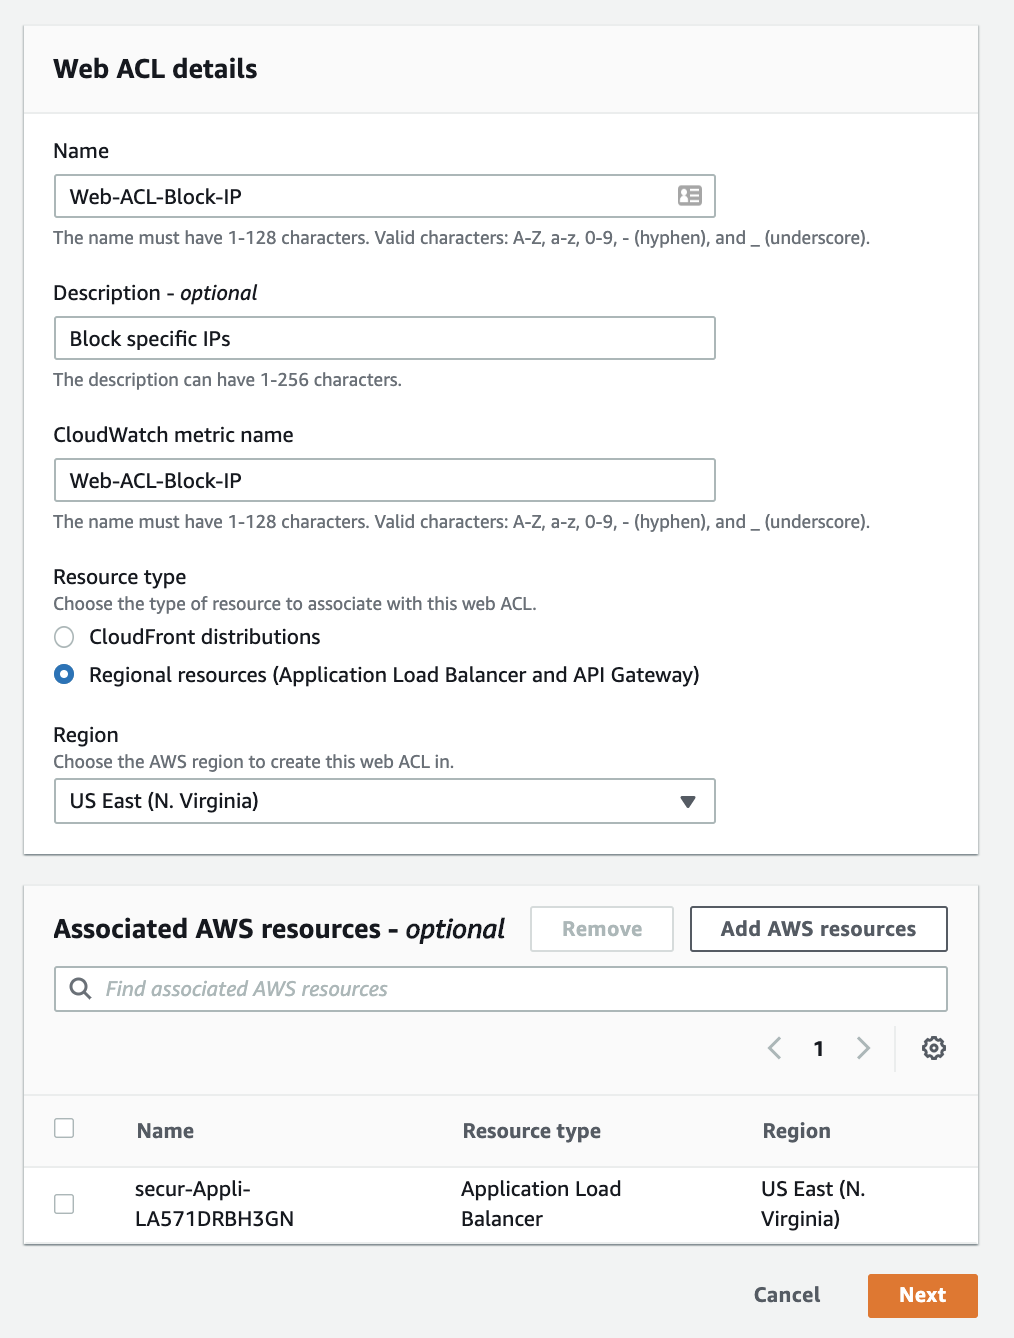 Web ACL details
Name
Web-ACL-Block-IP
The name must have 1-128 characters. Valid characters: A-Z, a-z, 0-9, - (hyphen), and _ (underscore).
Description - optional
Block specific IPs
The description can have 1-256 characters.
CloudWatch metric name
Web-ACL-Block-IP
The name must have 1-128 characters. Valid characters: A-Z, a-z, 0-9, - (hyphen), and _ (underscore).
Resource type
Choose the type of resource to associate with this web ACL.
CloudFront distributions
Regional resources (Application Load Balancer and API Gateway)
Region
Choose the AWS region to create this web ACL in.
US East (N. Virginia)
Associated AWS resources - optional
Remove
Add AWS resources
Find associated AWS resources
1
Name
Resource type
Region
secur-Appli-
LA571DRBH3GN
Application Load
Balancer
US East (N.
Virginia)
Cancel
Next